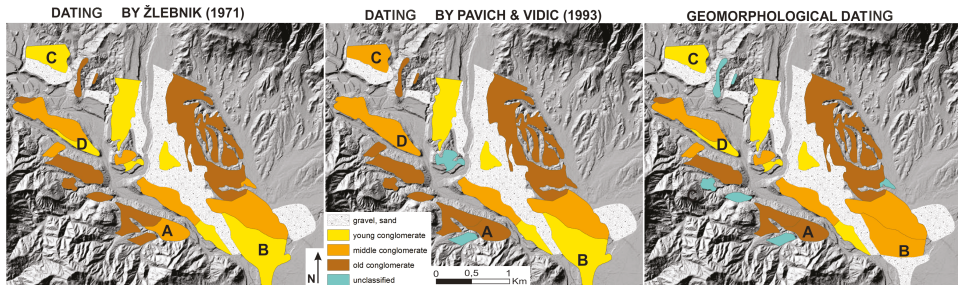 DATING BY ŽLEBNIK (1971)
C
D
A
B
DATING BY PAVICH & VIDIC (1993)
C
D
A
B
gravel, sand
young conglomerate
middle conglomerate
old conglomerate
unclassified
N
0 0,5 1
Km
GEOMORPHOLOGICAL DATING
C
D
A
B